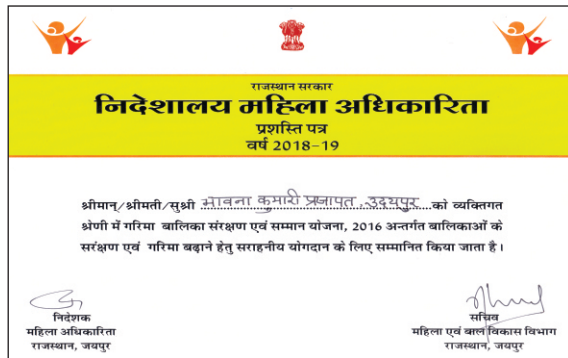 राजस्थान सरकार
निदेशालय महिला अधिकारिता
प्रशस्ति पत्र
वर्ष 2018-19
श्रीमान्/श्रीमती/सुश्री भावना कुमारी प्रजापत, उदयपुर को व्यक्तिगत
श्रेणी में गरिमा बालिका संरक्षण एवं सम्मान योजना, 2016 अन्तर्गत बालिकाओं के
सरंक्षण एवं गरिमा बढ़ाने हेतु सराहनीय योगदान के लिए सम्मानित किया जाता है।
निदेशक
महिला अधिकारिता
राजस्थान, जयपुर
सचिव
महिला एवं बाल विकास विभाग
राजस्थान, जयपुर